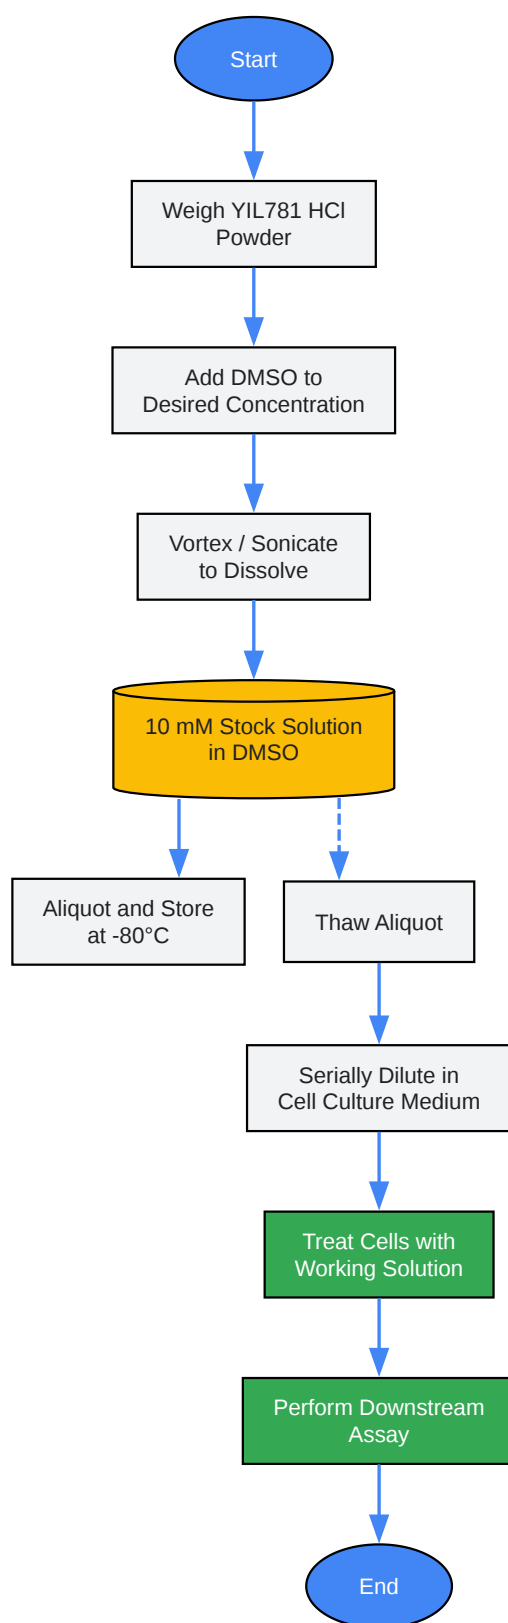 Start
Weigh YIL781 HCl
Powder
Add DMSO to
Desired Concentration
Vortex / Sonicate
to Dissolve
10 mM Stock Solution
in DMSO
Aliquot and Store
at -80°C
Thaw Aliquot
Serially Dilute in
Cell Culture Medium
Treat Cells with
Working Solution
Perform Downstream
Assay
End